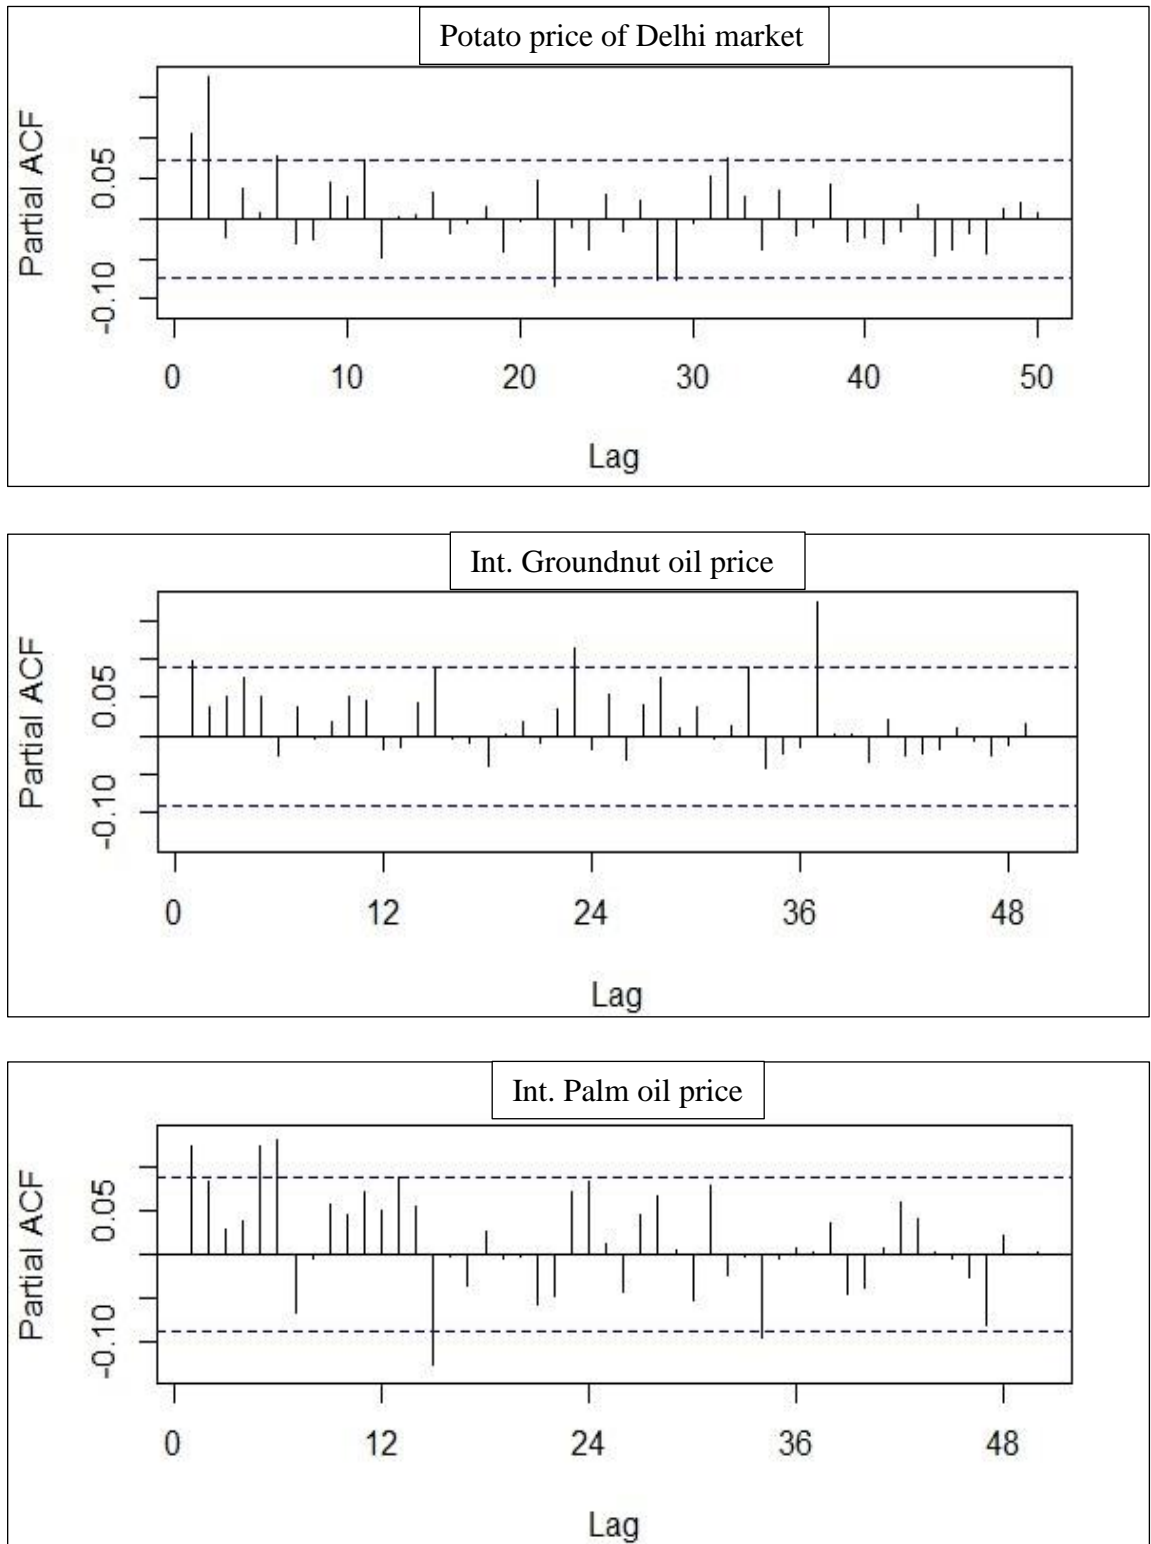 Potato price of Delhi market
Partial ACF
0.05
-0.10
0 10 20 30 40 50
Lag
Int. Groundnut oil price
Partial ACF
0.05
-0.10
0 12 24 36 48
Lag
Int. Palm oil price
Partial ACF
0.05
-0.10
0 12 24 36 48
Lag